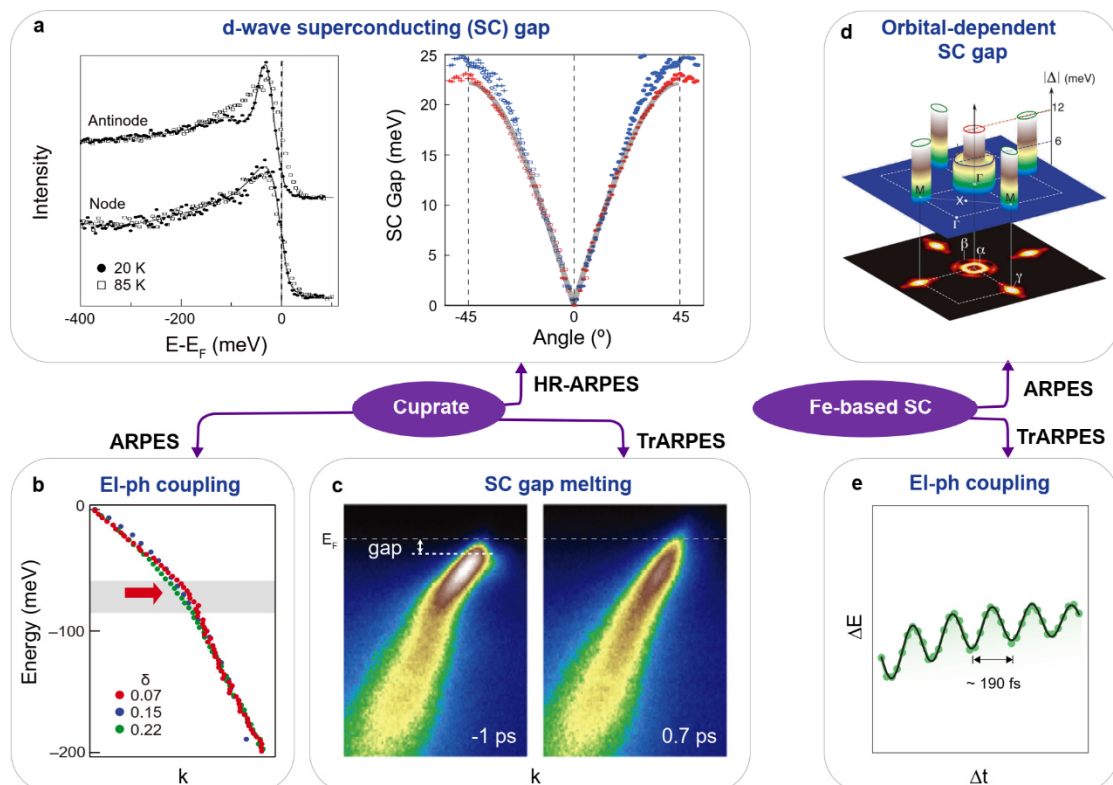 a
d-wave superconducting (SC) gap
Intensity
Antinode
Node
20 K
85 K
-400
-200
0
E-E_F (meV)
SC Gap (meV)
25
20
15
10
5
0
-45
0
45
Angle (º)
d
Orbital-dependent
SC gap
|Δ| (meV)
12
6
M
Γ
M
X
Γ
β
α
γ
HR-ARPES
Cuprate
ARPES
TrARPES
Fe-based SC
ARPES
TrARPES
b
El-ph coupling
Energy (meV)
0
–100
–200
δ
0.07
0.15
0.22
k
c
SC gap melting
E_F
gap
-1 ps
0.7 ps
k
e
El-ph coupling
ΔE
~ 190 fs
Δt